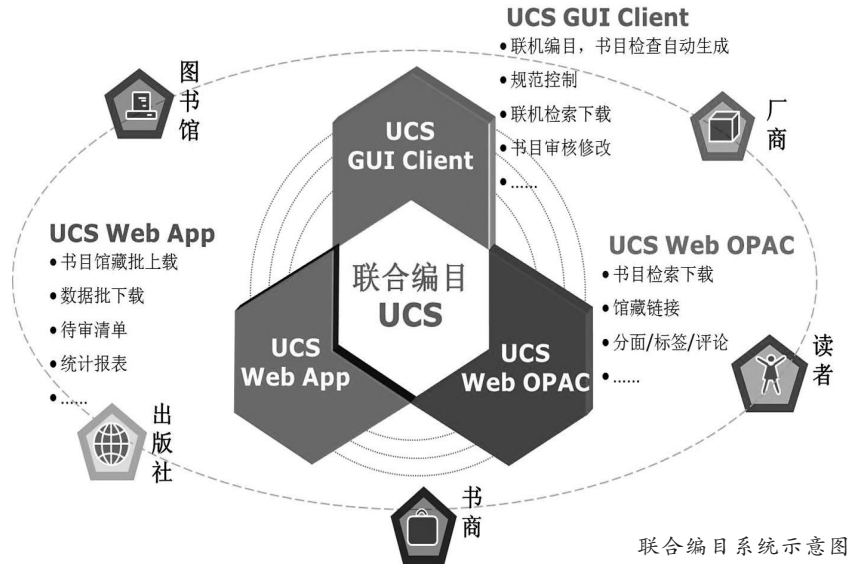 UCS GUI Client
• 联机编目，书目检查自动生成
• 规范控制
• 联机检索下载
• 书目审核修改
• ......
图书馆
厂商
UCS
GUI Client
UCS Web App
• 书目馆藏批上载
• 数据批下载
• 待审清单
• 统计报表
• ......
联合编目
UCS
UCS Web OPAC
• 书目检索下载
• 馆藏链接
• 分面/标签/评论
• ......
UCS
Web App
UCS
Web OPAC
读者
出版社
书商
联合编目系统示意图